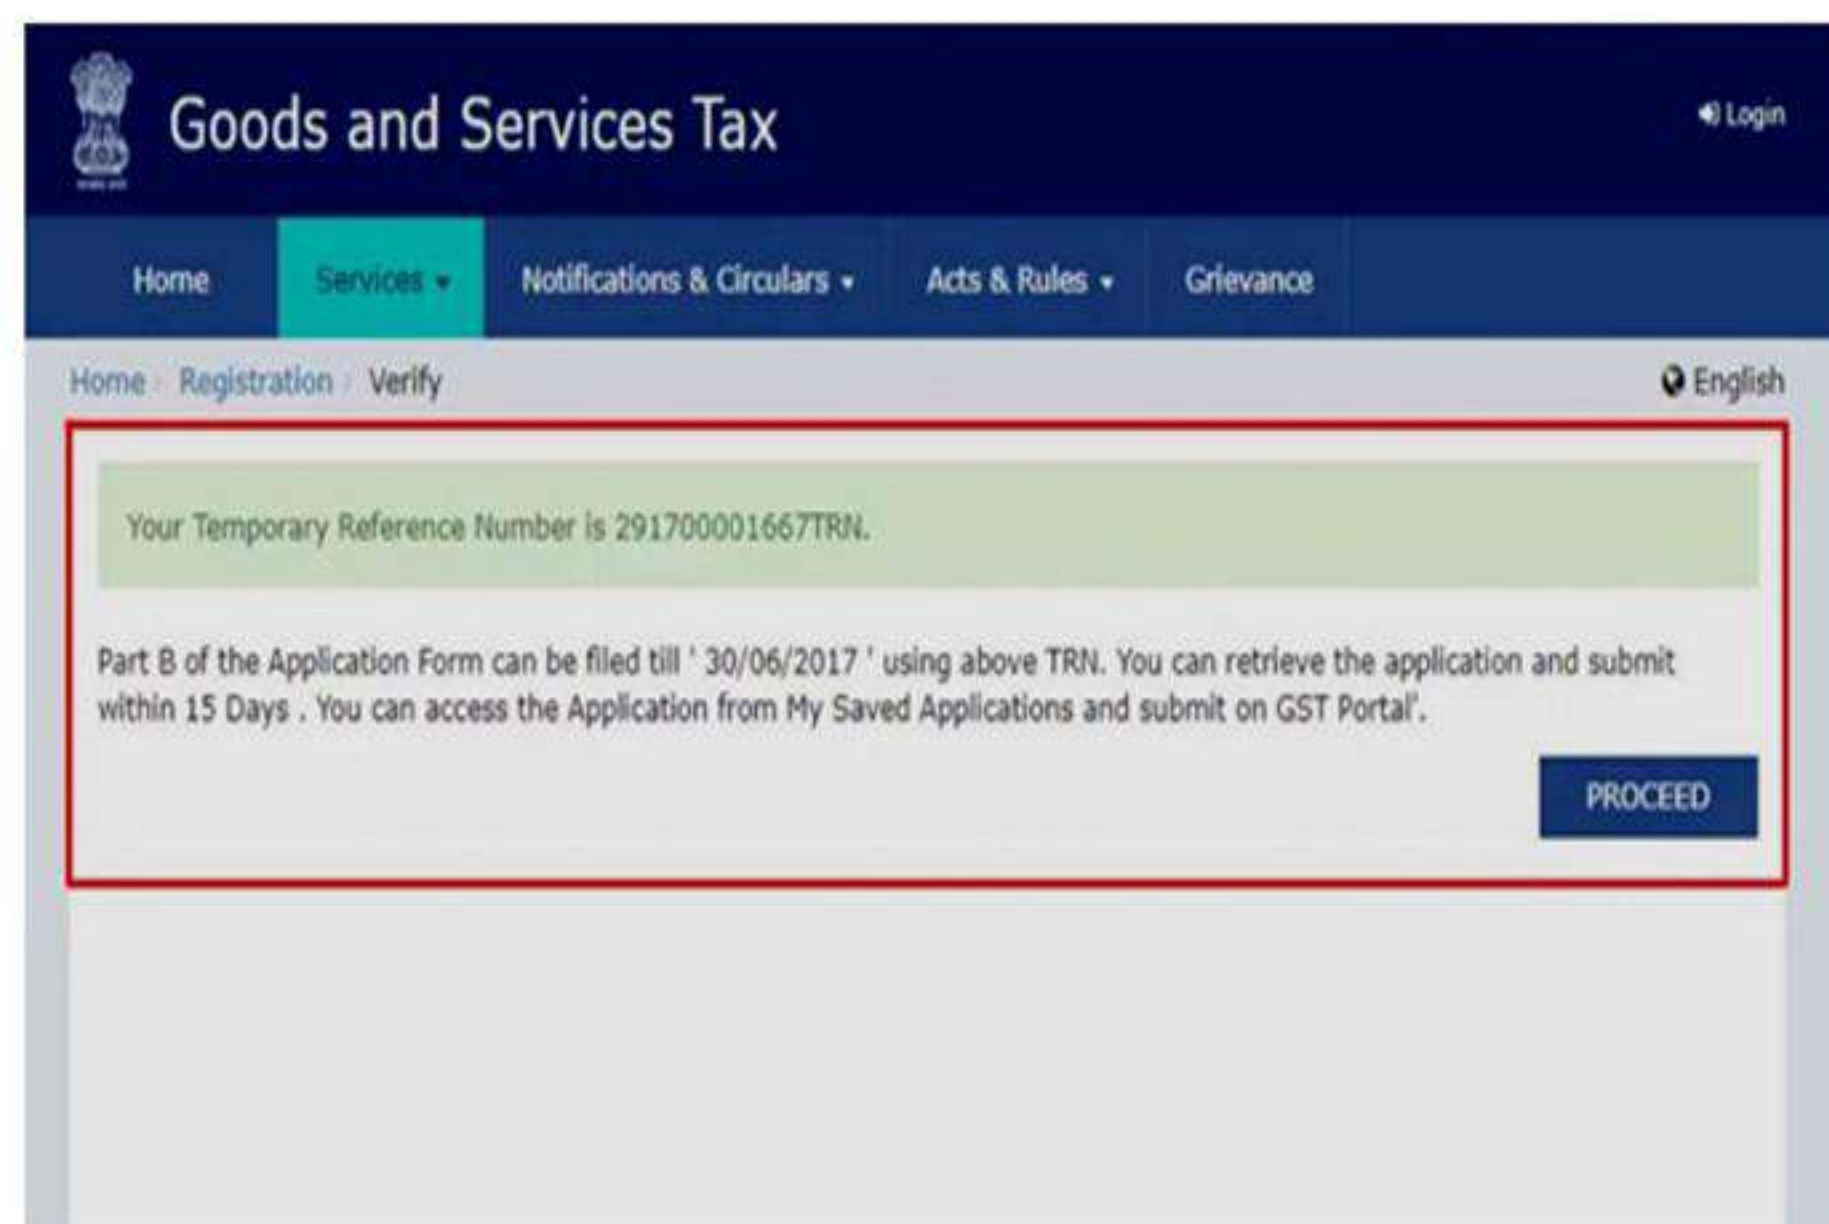 Goods and Services Tax
Login
Home Services Notifications & Circulars Acts & Rules Grievance
Home Registration Verify
English
Your Temporary Reference Number is 291700001667TRN.
Part B of the Application Form can be filed till ' 30/06/2017 ' using above TRN. You can retrieve the application and submit
within 15 Days . You can access the Application from My Saved Applications and submit on GST Portal'.
PROCEED